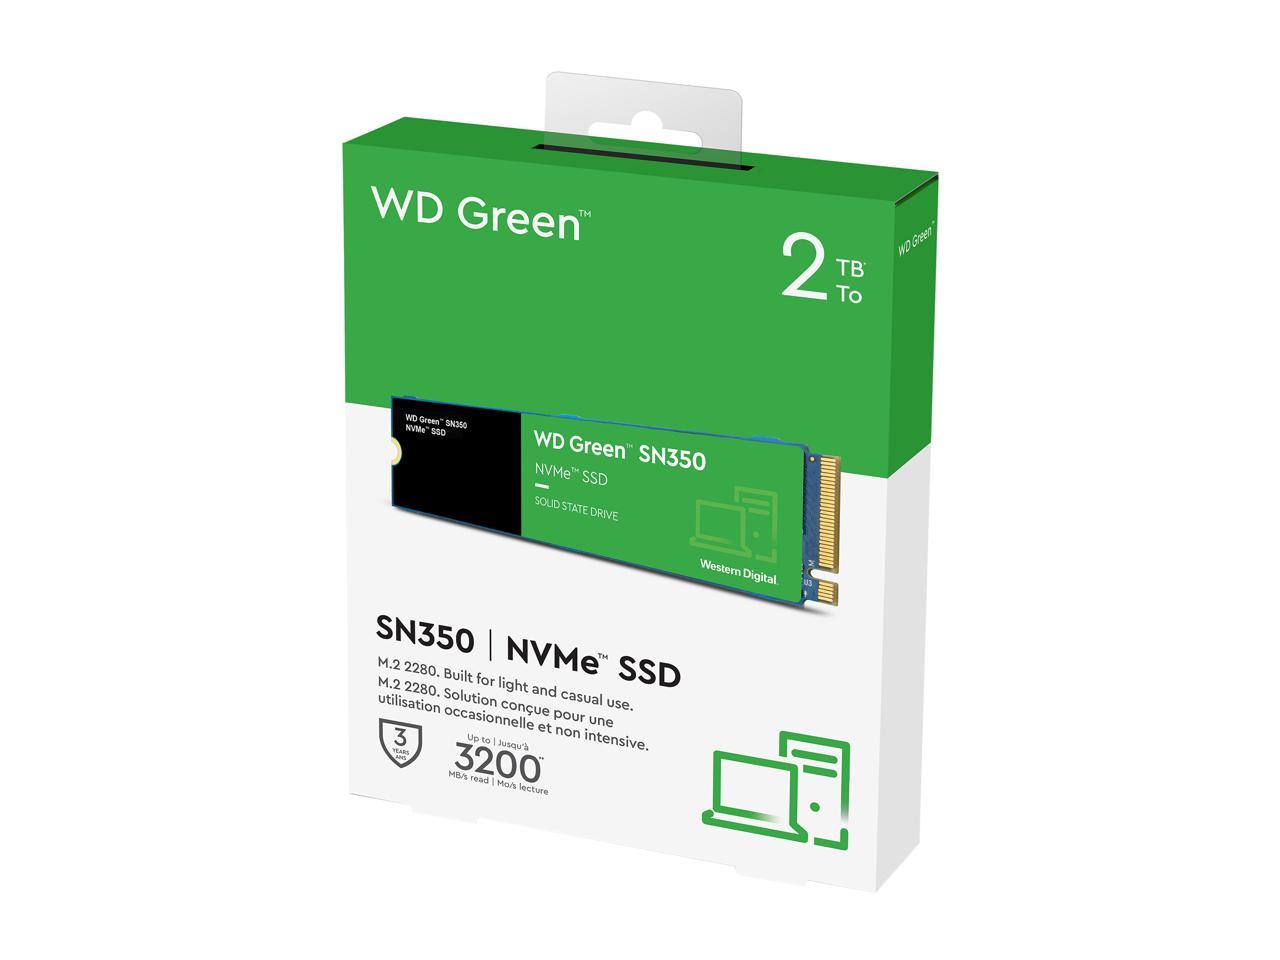 WD Green™
2 TB*
To
WD Green™
WD Green™ SN350
NVMe™ SSD
WD Green™ SN350
NVMe™ SSD
SOLID STATE DRIVE
Western Digital
M
U3
SN350 | NVMe™ SSD
M.2 2280. Built for light and casual use.
M.2 2280. Solution conçue pour une
utilisation occasionnelle et non intensive.
3
YEARS
ANS
Up to | Jusqu'à
3200**
MB/s read | Mo/s lecture